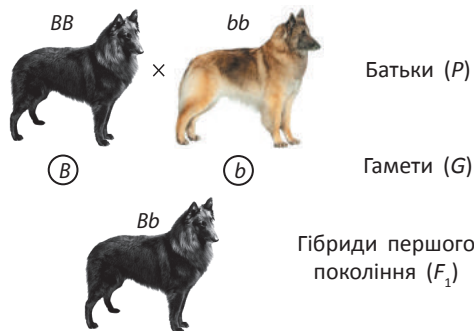 BB × bb
Батьки (P)
B b
Гамети (G)
Bb
Гібриди першого
покоління (F₁)